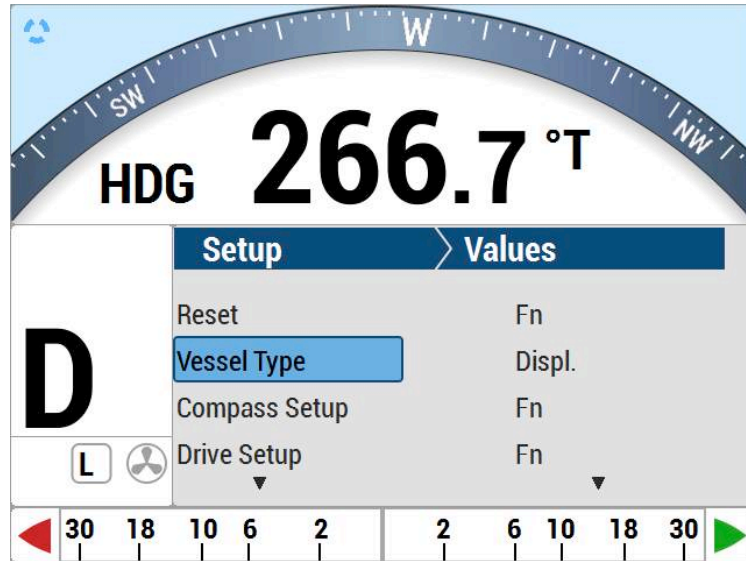 W
SW
NW
HDG 266.7 °T
Setup Values
Reset Fn
Vessel Type Displ.
Compass Setup Fn
D
Drive Setup Fn
L
30 18 10 6 2 2 6 10 18 30